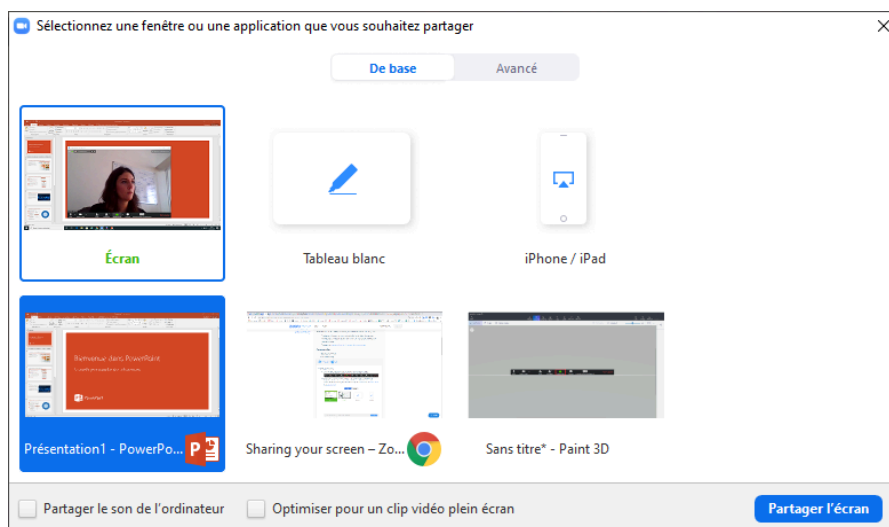 Sélectionnez une fenêtre ou une application que vous souhaitez partager
De base
Avancé
Écran
Tableau blanc
iPhone / iPad
Bienvenue dans PowerPoint
PowerPoint
Présentation1 - PowerPo...
Sharing your screen – Zo...
Sans titre* - Paint 3D
Partager le son de l'ordinateur
Optimiser pour un clip vidéo plein écran
Partager l'écran